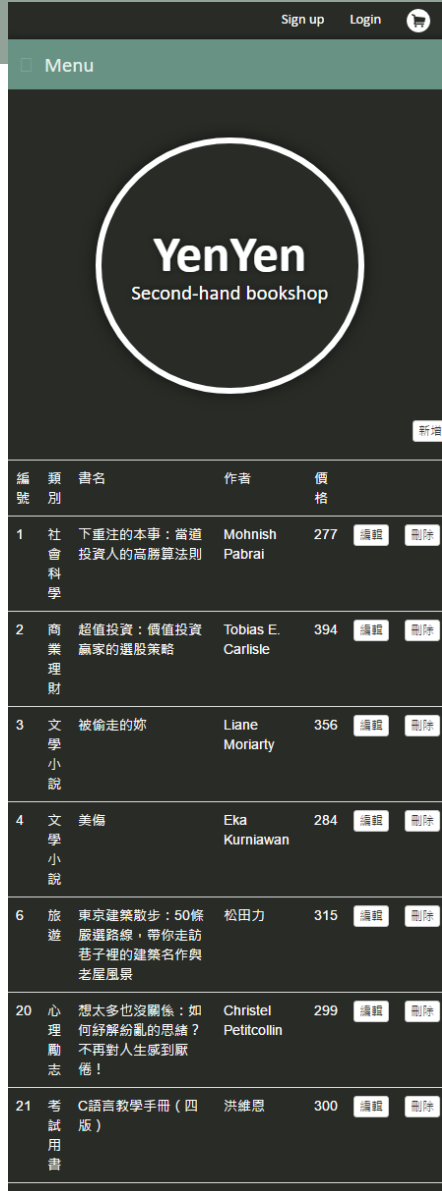 Sign up Login
Menu
YenYen
Second-hand bookshop
新增
編號 類別 書名 作者 價格
1 社會科學 下重注的本事：當道投資人的高勝算法則 Mohnish Pabrai 277 編輯 刪除
2 商業理財 超值投資：價值投資贏家的選股策略 Tobias E. Carlisle 394 編輯 刪除
3 文學小說 被偷走的妳 Liane Moriarty 356 編輯 刪除
4 文學小說 美傷 Eka Kurniawan 284 編輯 刪除
6 旅遊 東京建築散步：50條嚴選路線，帶你走訪巷子裡的建築名作與老屋風景 松田力 315 編輯 刪除
20 心理勵志 想太多也沒關係：如何紓解紛亂的思緒？不再對人生感到厭倦！ Christel Petitcollin 299 編輯 刪除
21 考試用書 C語言教學手冊（四版） 洪維恩 300 編輯 刪除